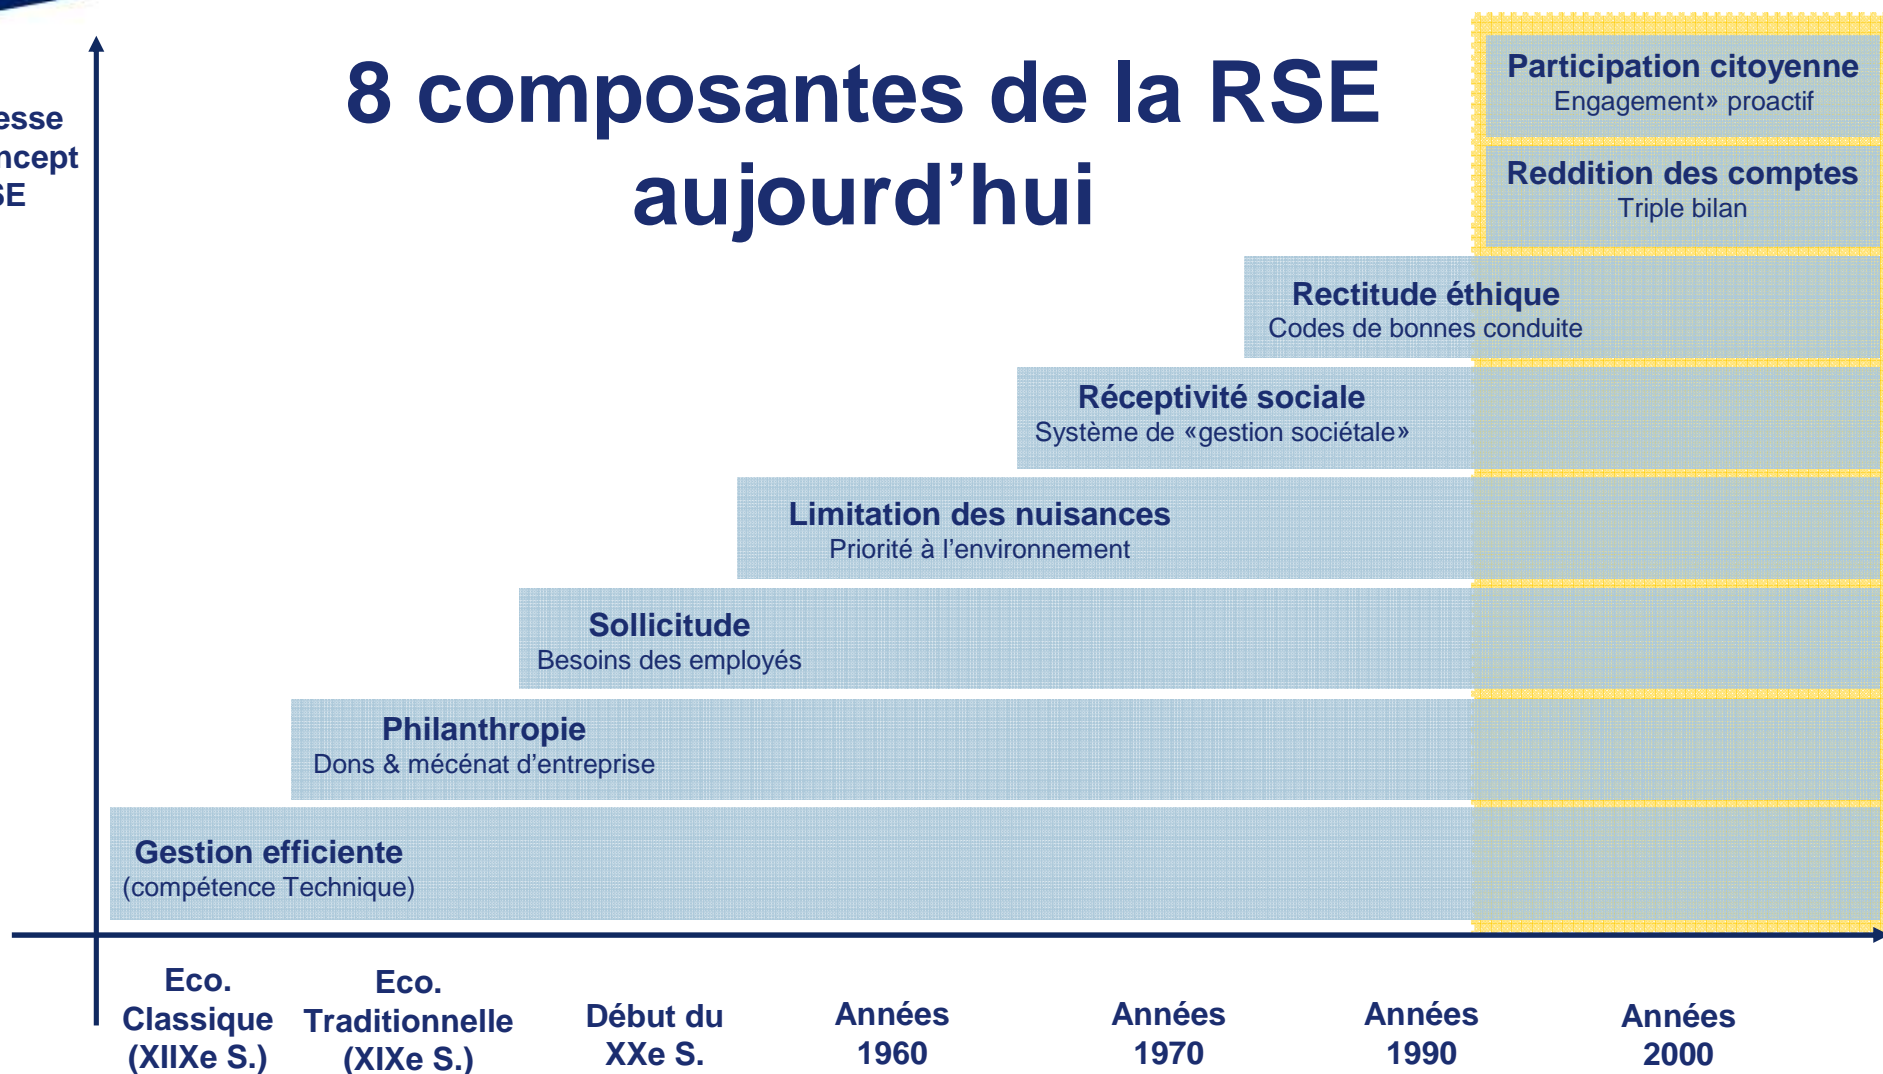 8 composantes de la RSE
aujourd’hui
Participation citoyenne
Engagement» proactif
Reddition des comptes
Triple bilan
Rectitude éthique
Codes de bonnes conduite
Réceptivité sociale
Système de «gestion sociétale»
Limitation des nuisances
Priorité à l’environnement
Sollicitude
Besoins des employés
Philanthropie
Dons & mécénat d’entreprise
Gestion efficiente
(compétence Technique)
Eco.
Classique
(XIIXe S.)
Eco.
Traditionnelle
(XIXe S.)
Début du
XXe S.
Années
1960
Années
1970
Années
1990
Années
2000